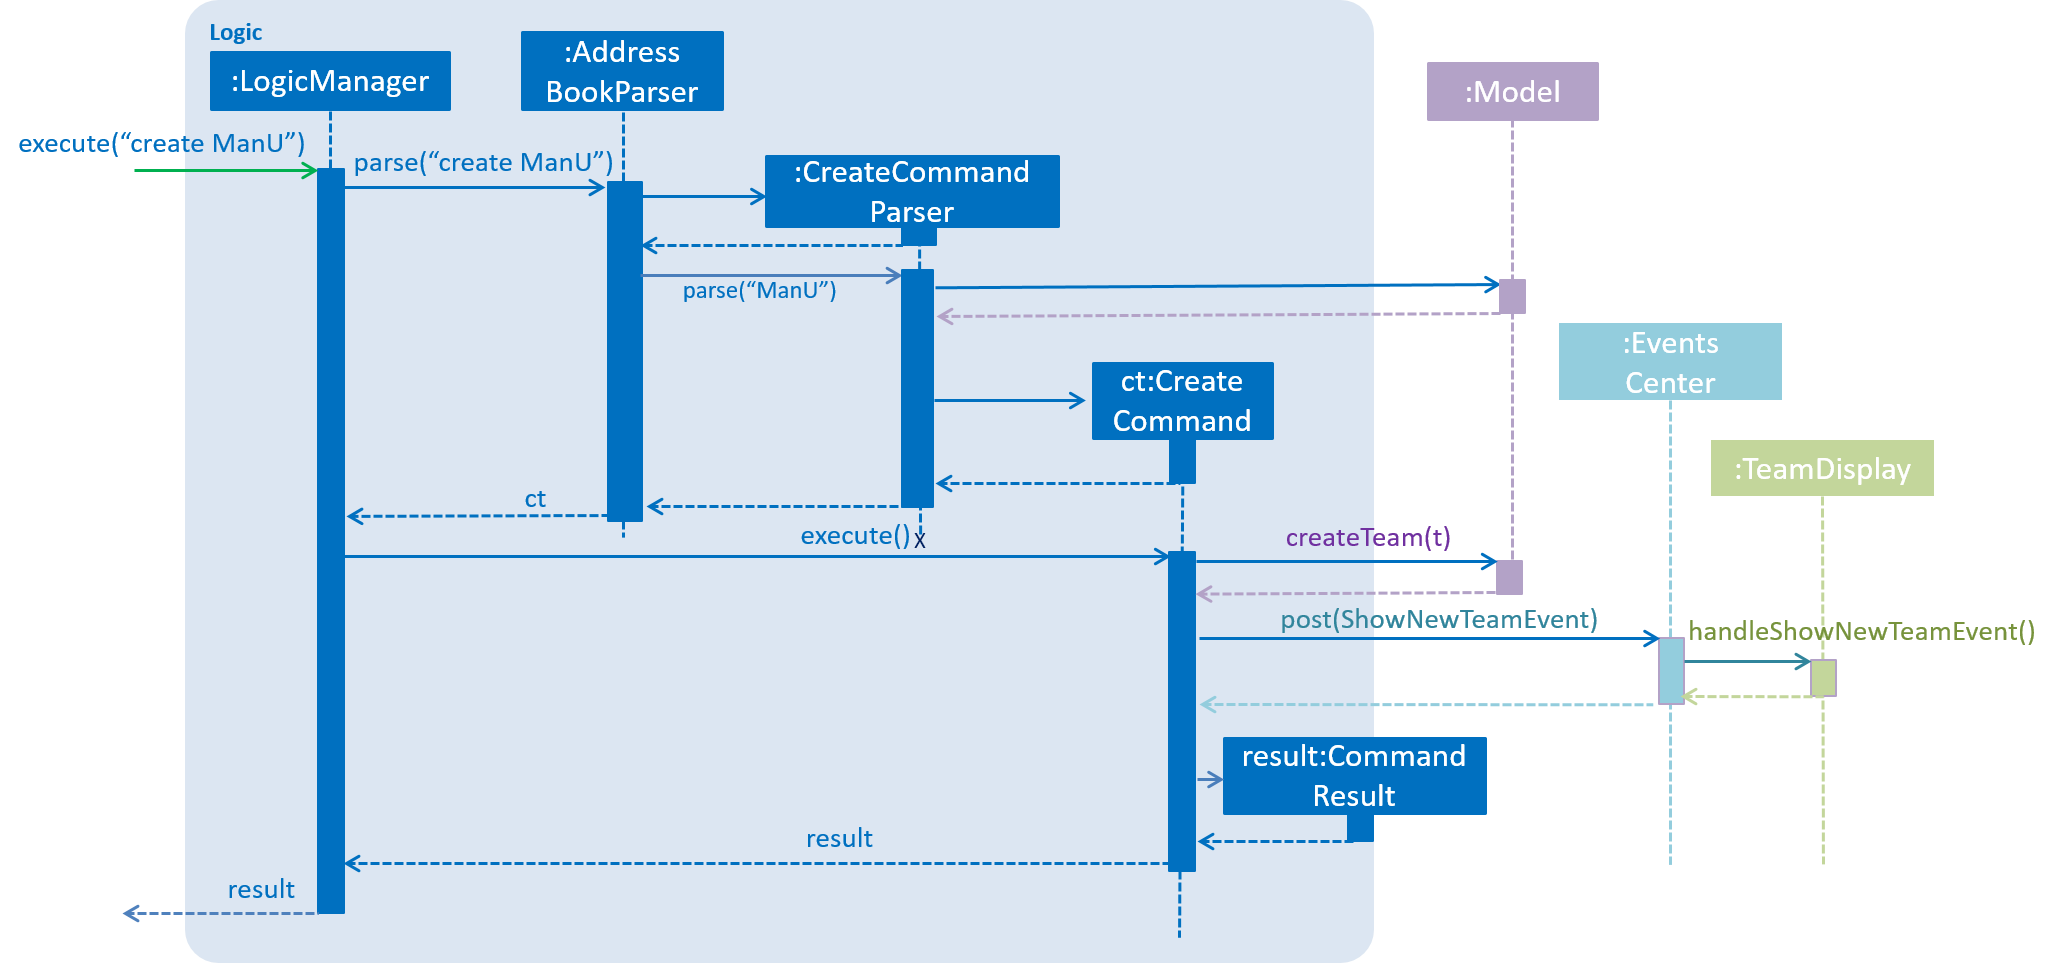 Logic
:LogicManager
:Address
BookParser
:Model
execute(“create ManU”)
parse(“create ManU”)
:CreateCommand
Parser
parse(“ManU”)
:Events
Center
ct:Create
Command
:TeamDisplay
ct
execute()
X
createTeam(t)
post(ShowNewTeamEvent)
handleShowNewTeamEvent()
result:Command
Result
result
result